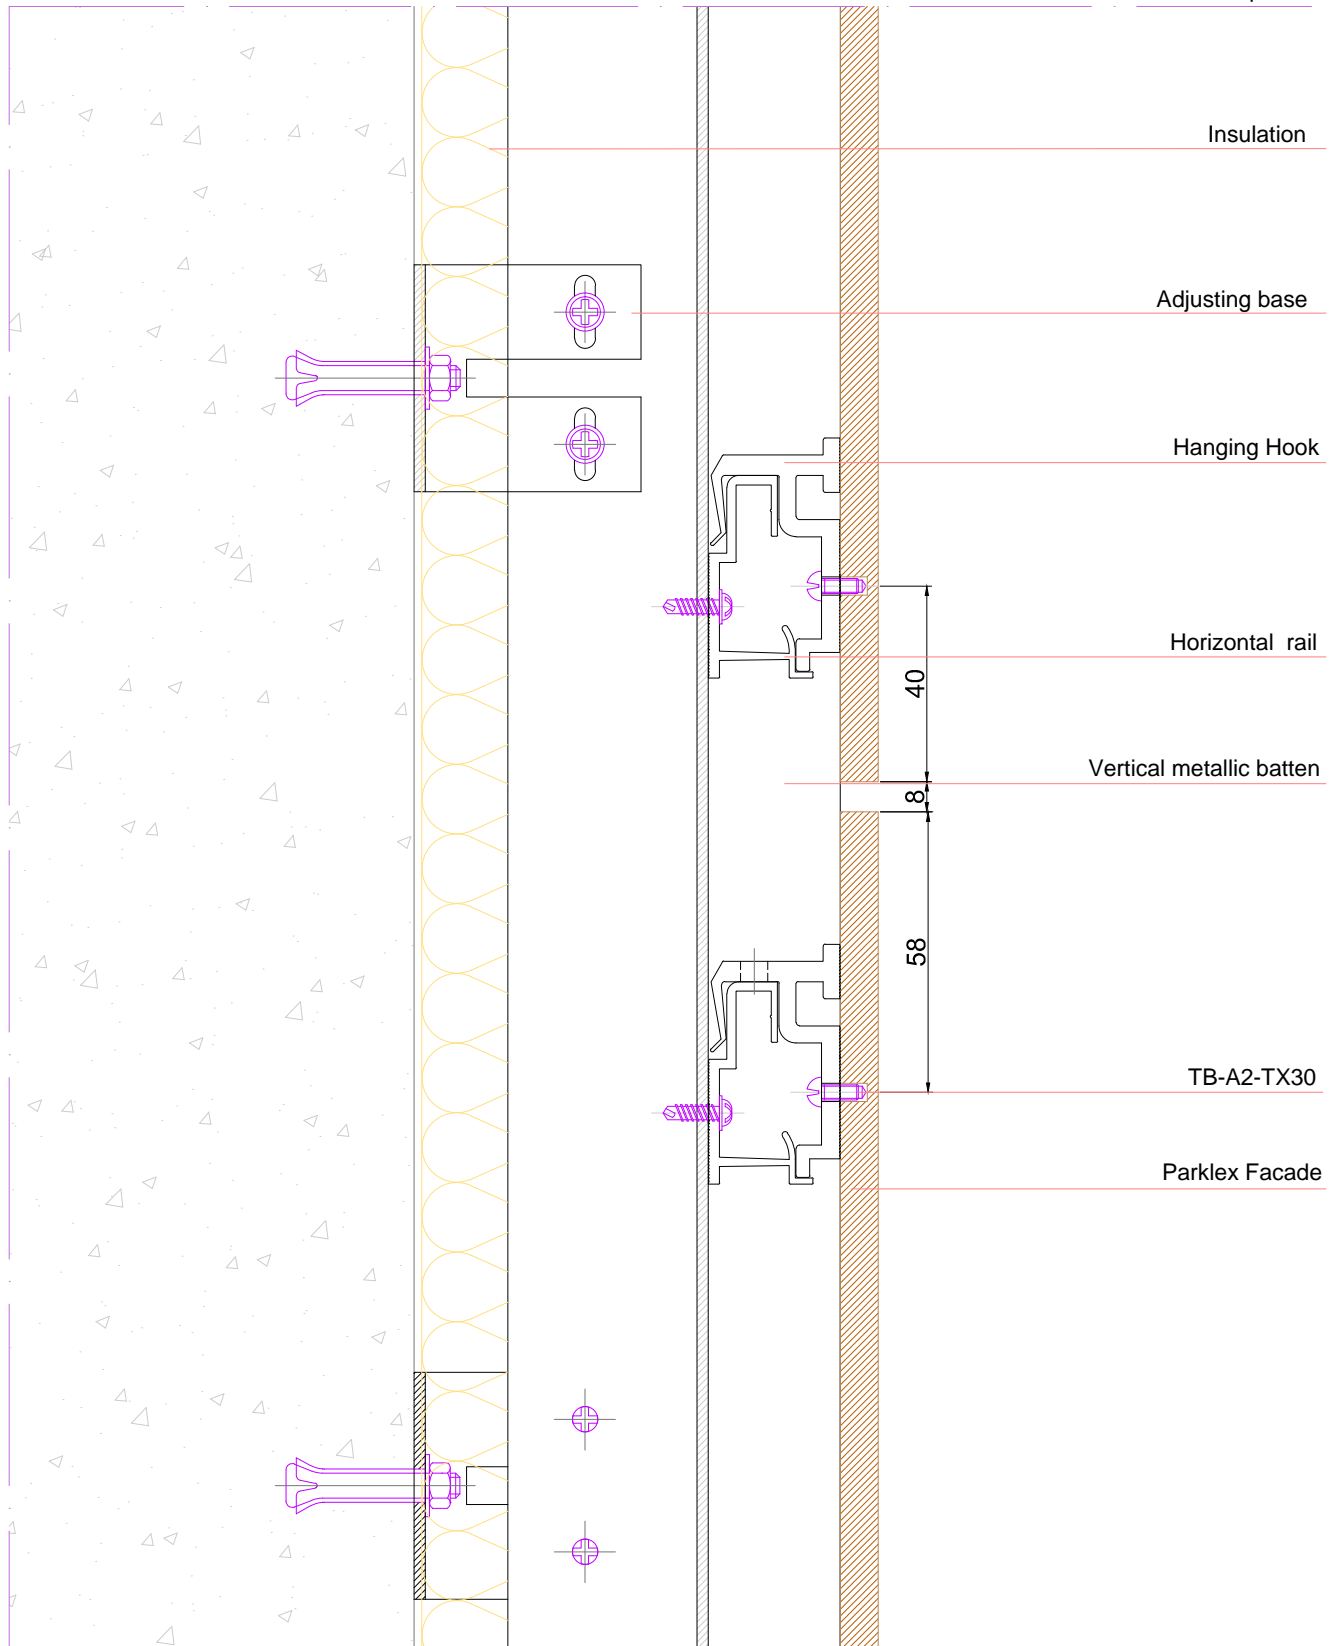 Insulation
Adjusting base
Hanging Hook
Horizontal rail
40
Vertical metallic batten
8
58
TB-A2-TX30
Parklex Facade